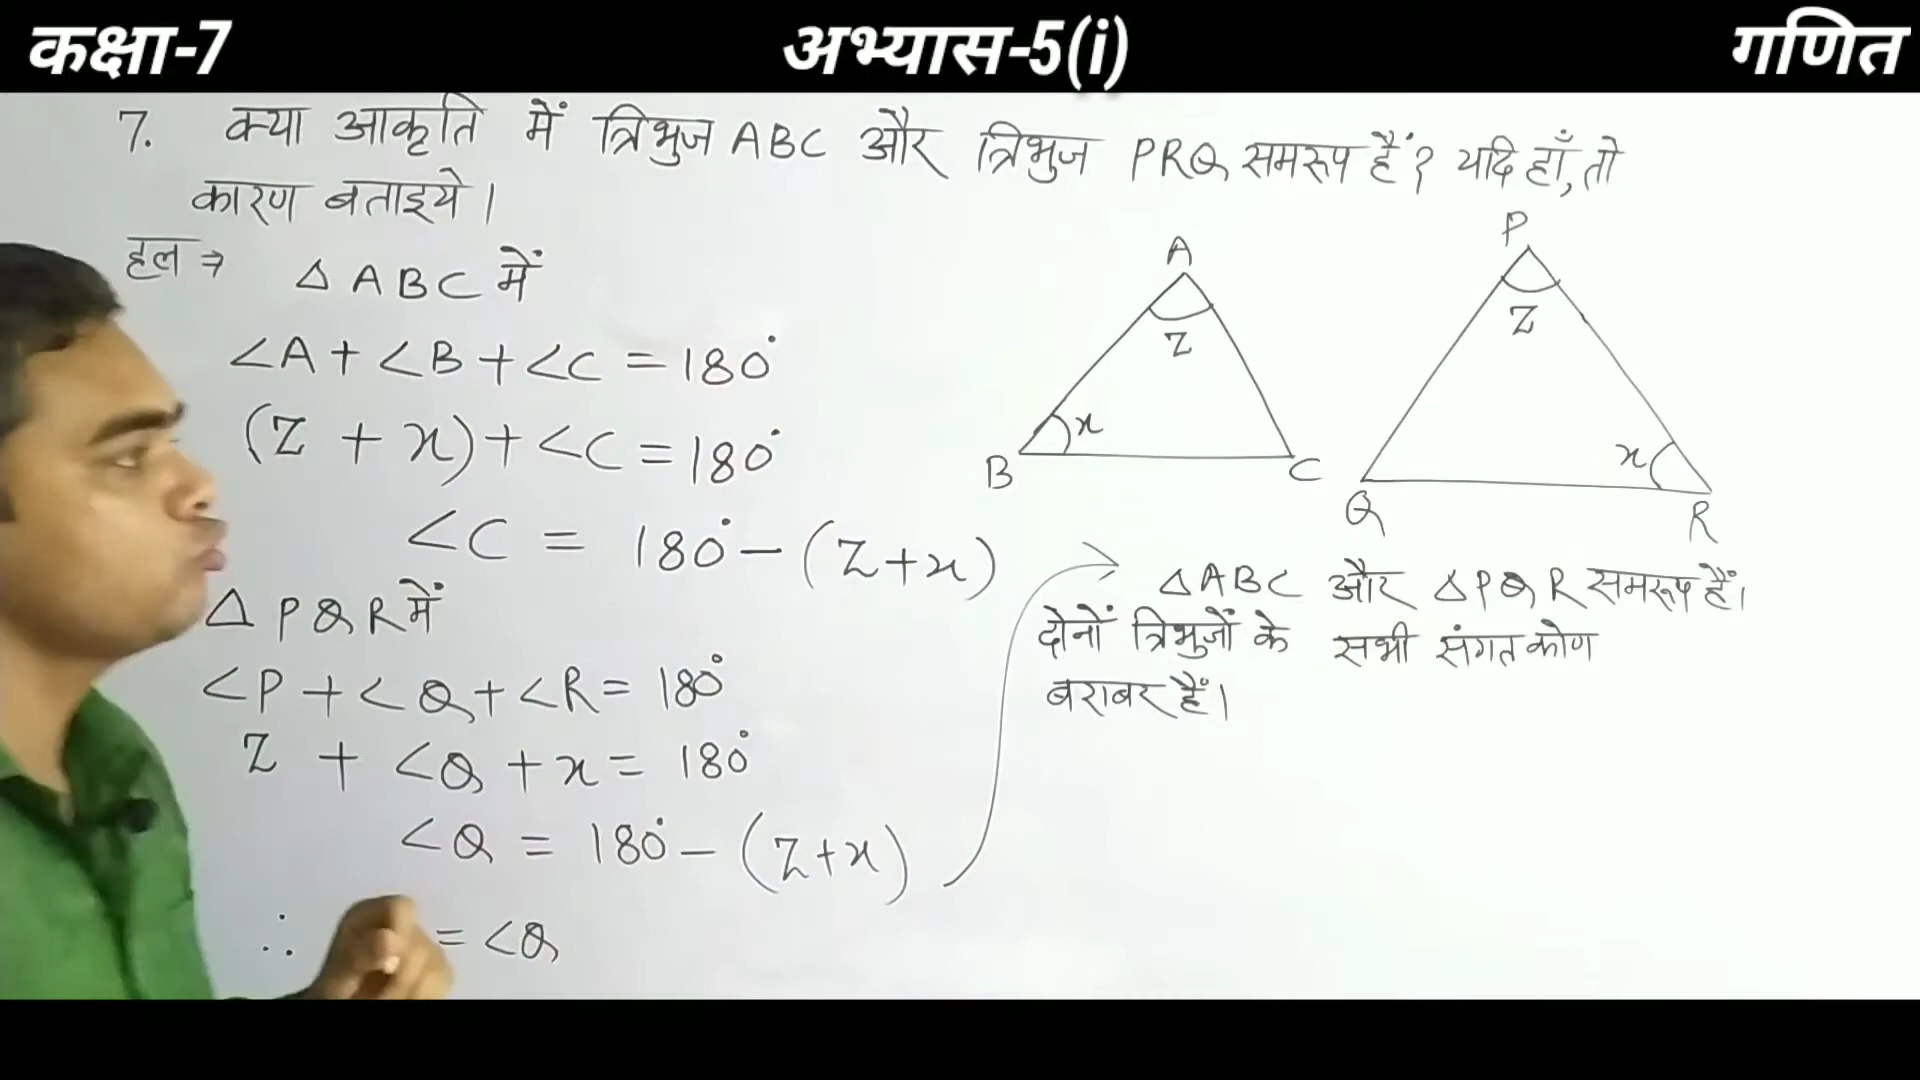 कक्षा-7
अभ्यास-5(i)
गणित
7. क्या आकृति में त्रिभुज ABC और त्रिभुज PRQ समरूप हैं? यदि हाँ, तो
कारण बताइये।
हल ⇒ △ ABC में
∠A + ∠B + ∠C = 180°
(Z + x) + ∠C = 180°
∠C = 180° - (Z + x)
△ PQR में
∠P + ∠Q + ∠R = 180°
Z + ∠Q + x = 180°
∠Q = 180° - (Z + x)
∴ = ∠Q
A
Z
x
B
C
P
Z
x
Q
R
△ABC और △PQR समरूप हैं।
दोनों त्रिभुजों के सभी संगत कोण
बराबर हैं।